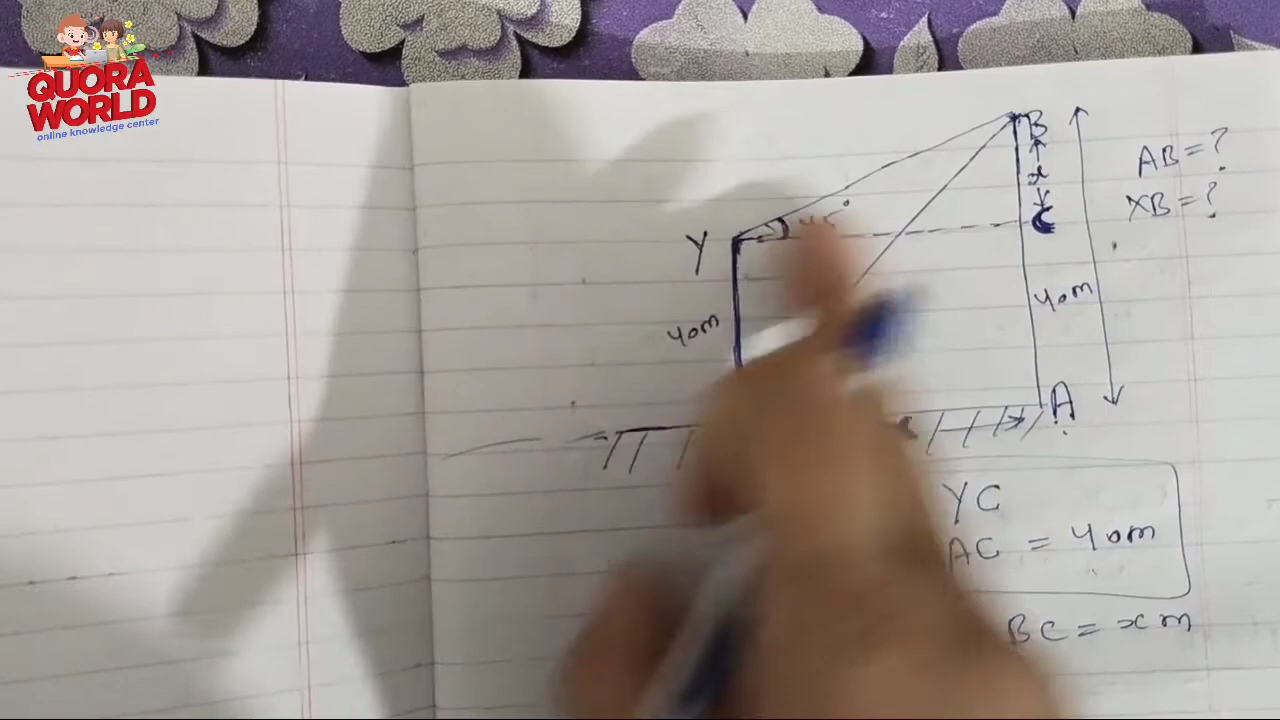 QUORA
WORLD
online knowledge center
B
x
C
Y
40m
40m
A
AB = ?
XB = ?
YC
AC = 40m
BC = x m